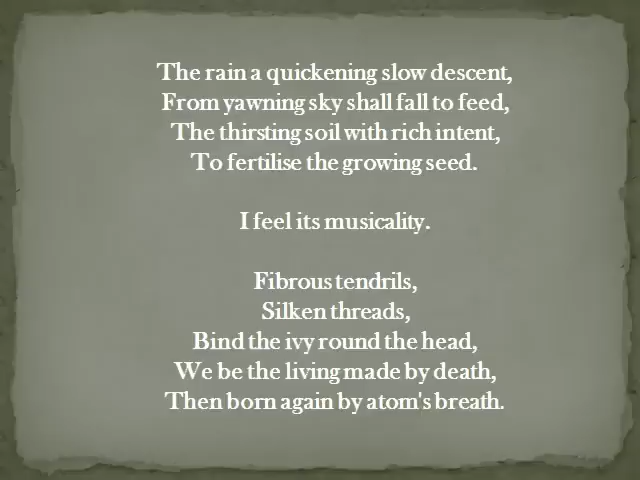 The rain a quickening slow descent,
From yawning sky shall fall to feed,
The thirsting soil with rich intent,
To fertilise the growing seed.
I feel its musicality.
Fibrous tendrils,
Silken threads,
Bind the ivy round the head,
We be the living made by death,
Then born again by atom's breath.